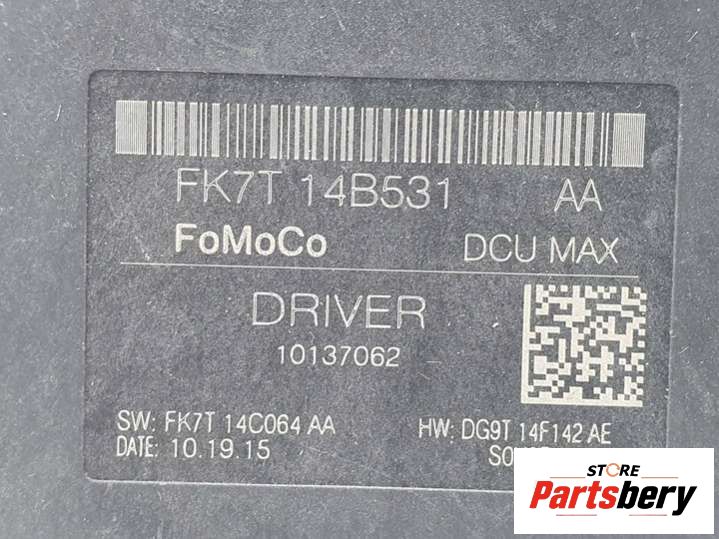 FK7T 14B531 AA
FoMoCo DCU MAX
DRIVER
10137062
SW: FK7T 14C064 AA HW: DG9T 14F142 AE
DATE: 10.19.15
STORE
Partsbery